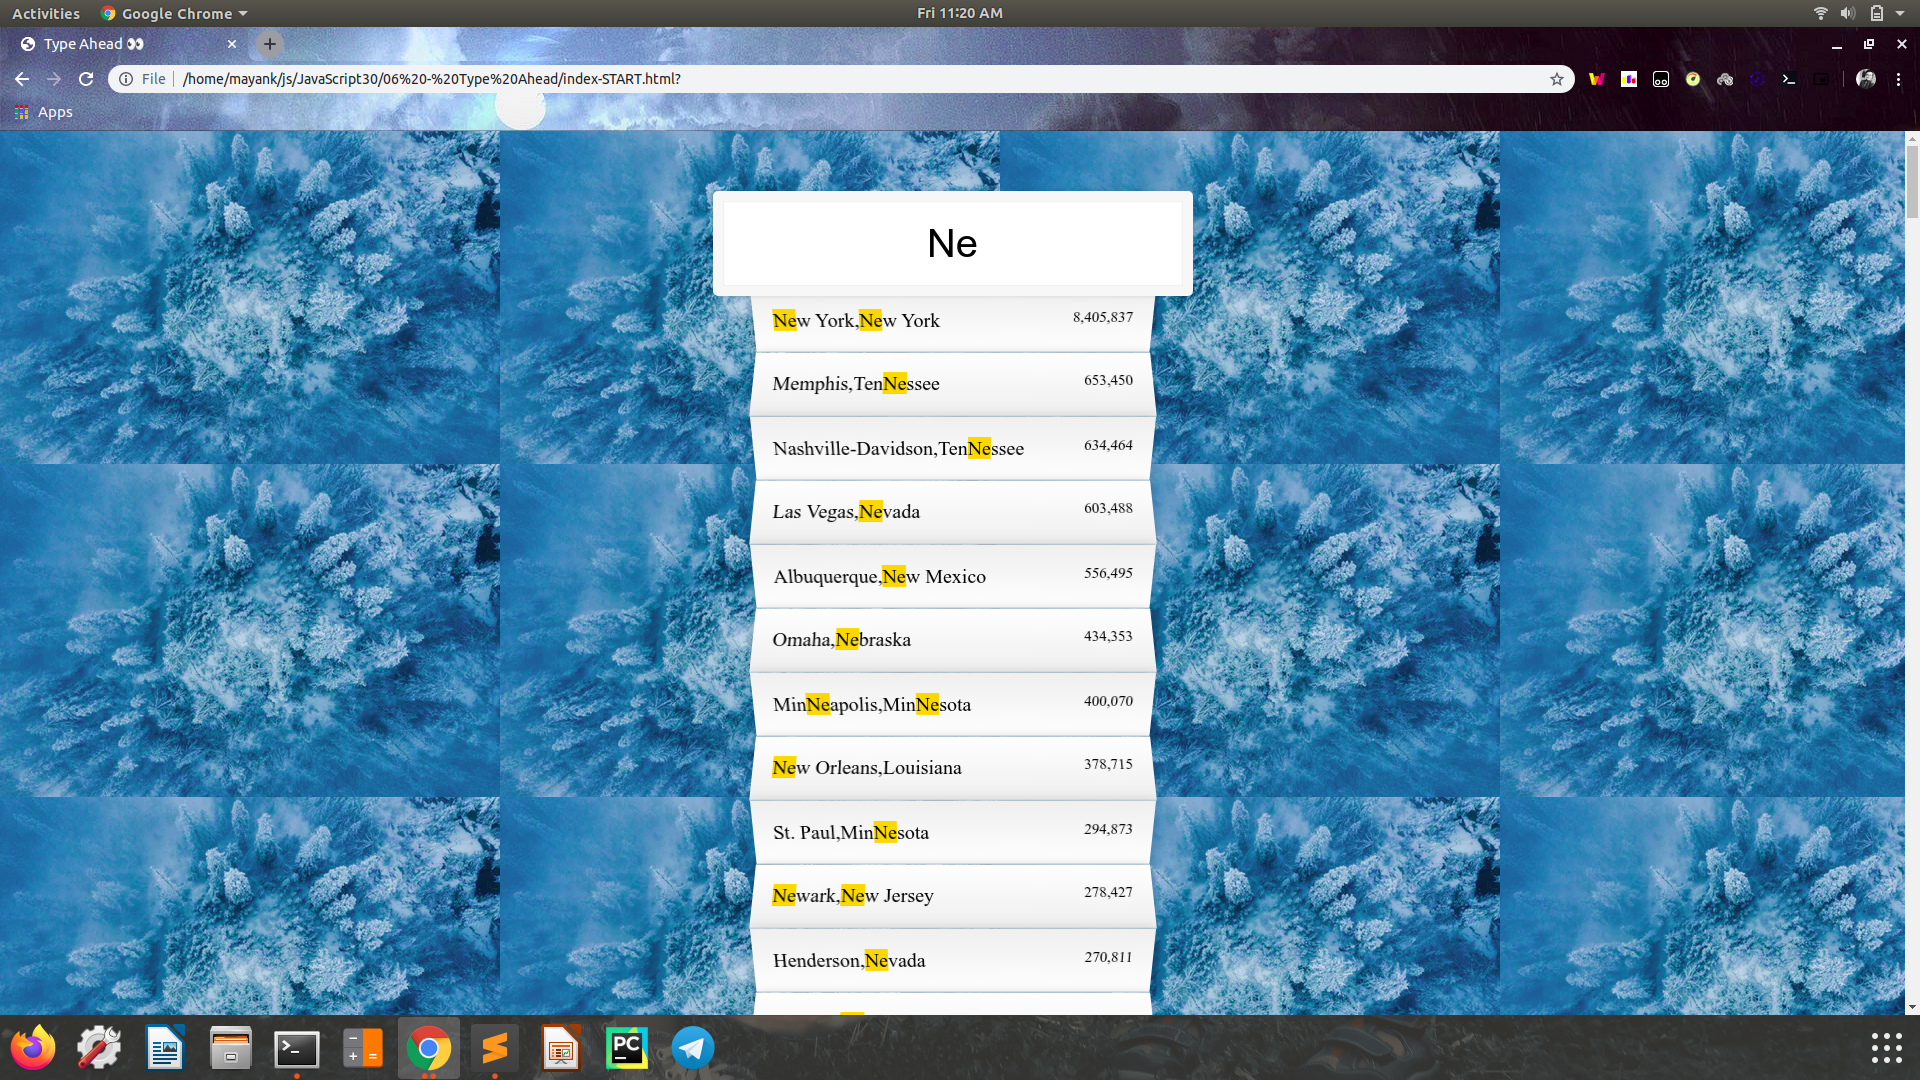 Activities Google Chrome Fri 11:20 AM
Type Ahead 👀
File /home/mayank/js/JavaScript30/06%20-%20Type%20Ahead/index-START.html?
Apps
Ne
New York,New York 8,405,837
Memphis,TenNessee 653,450
Nashville-Davidson,TenNessee 634,464
Las Vegas,Nevada 603,488
Albuquerque,New Mexico 556,495
Omaha,Nebraska 434,353
MinNeapolis,MinNesota 400,070
New Orleans,Louisiana 378,715
St. Paul,MinNesota 294,873
Newark,New Jersey 278,427
Henderson,Nevada 270,811
PC